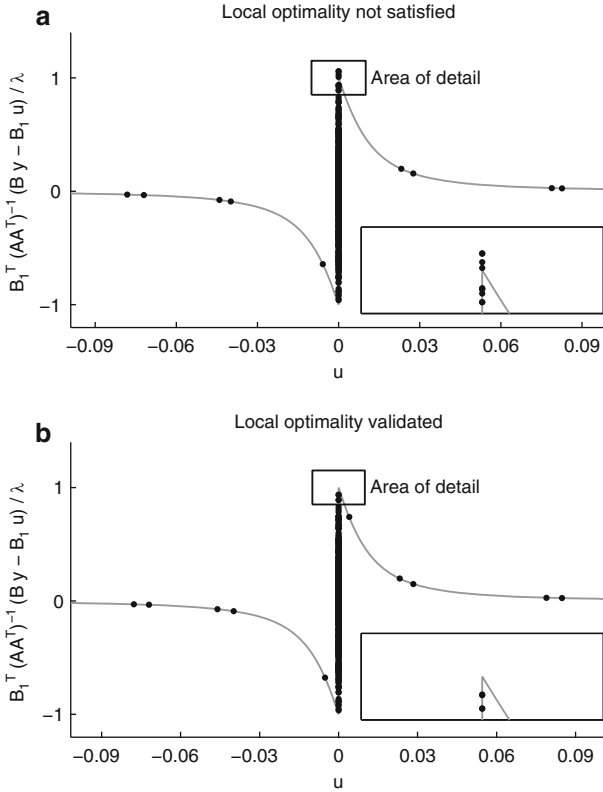 a
Local optimality not satisfied
B₁ᵀ (AAᵀ)⁻¹ (B y − B₁ u) / λ
1
0
−1
Area of detail
−0.09 −0.06 −0.03 0 0.03 0.06 0.09
u
b
Local optimality validated
B₁ᵀ (AAᵀ)⁻¹ (B y − B₁ u) / λ
1
0
−1
Area of detail
−0.09 −0.06 −0.03 0 0.03 0.06 0.09
u